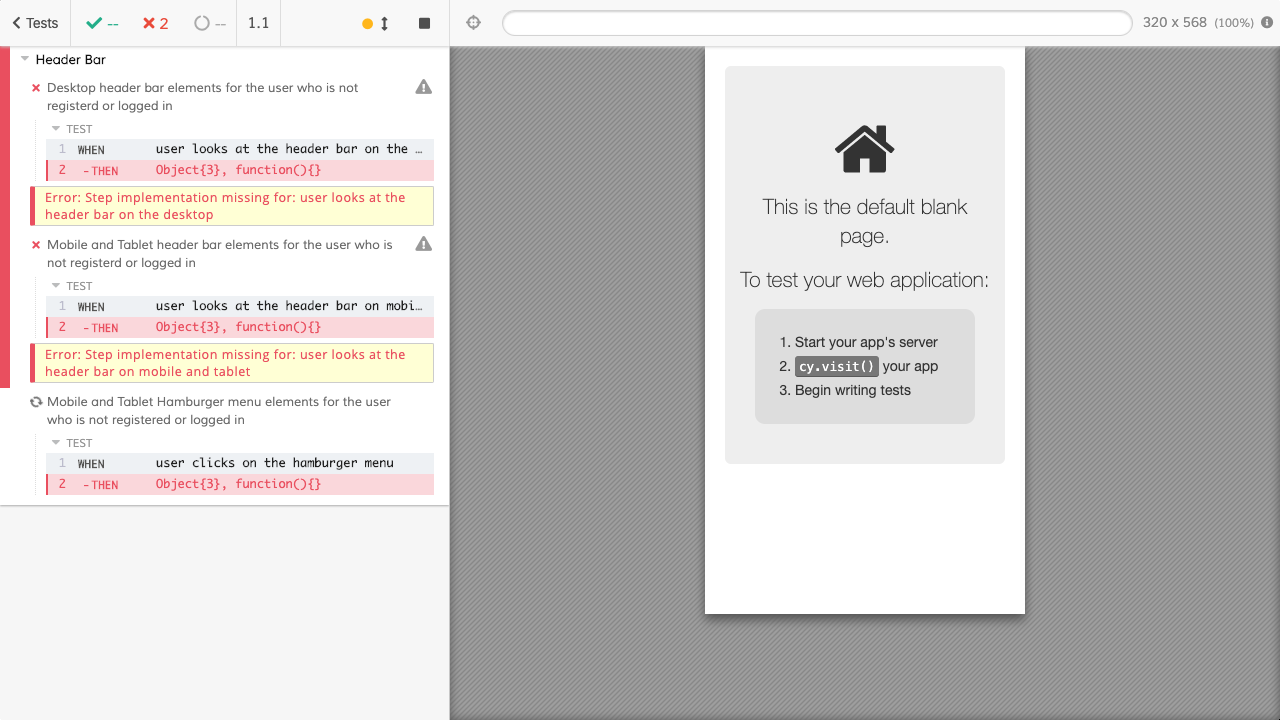 Tests
--
2
--
1.1
320 x 568 (100%)
Header Bar
Desktop header bar elements for the user who is not
registerd or logged in
TEST
1 WHEN user looks at the header bar on the …
2 -THEN Object{3}, function(){}
Error: Step implementation missing for: user looks at the
header bar on the desktop
Mobile and Tablet header bar elements for the user who is
not registerd or logged in
TEST
1 WHEN user looks at the header bar on mobi…
2 -THEN Object{3}, function(){}
Error: Step implementation missing for: user looks at the
header bar on mobile and tablet
Mobile and Tablet Hamburger menu elements for the user
who is not registered or logged in
TEST
1 WHEN user clicks on the hamburger menu
2 -THEN Object{3}, function(){}
This is the default blank
page.
To test your web application:
1. Start your app's server
2. cy.visit() your app
3. Begin writing tests